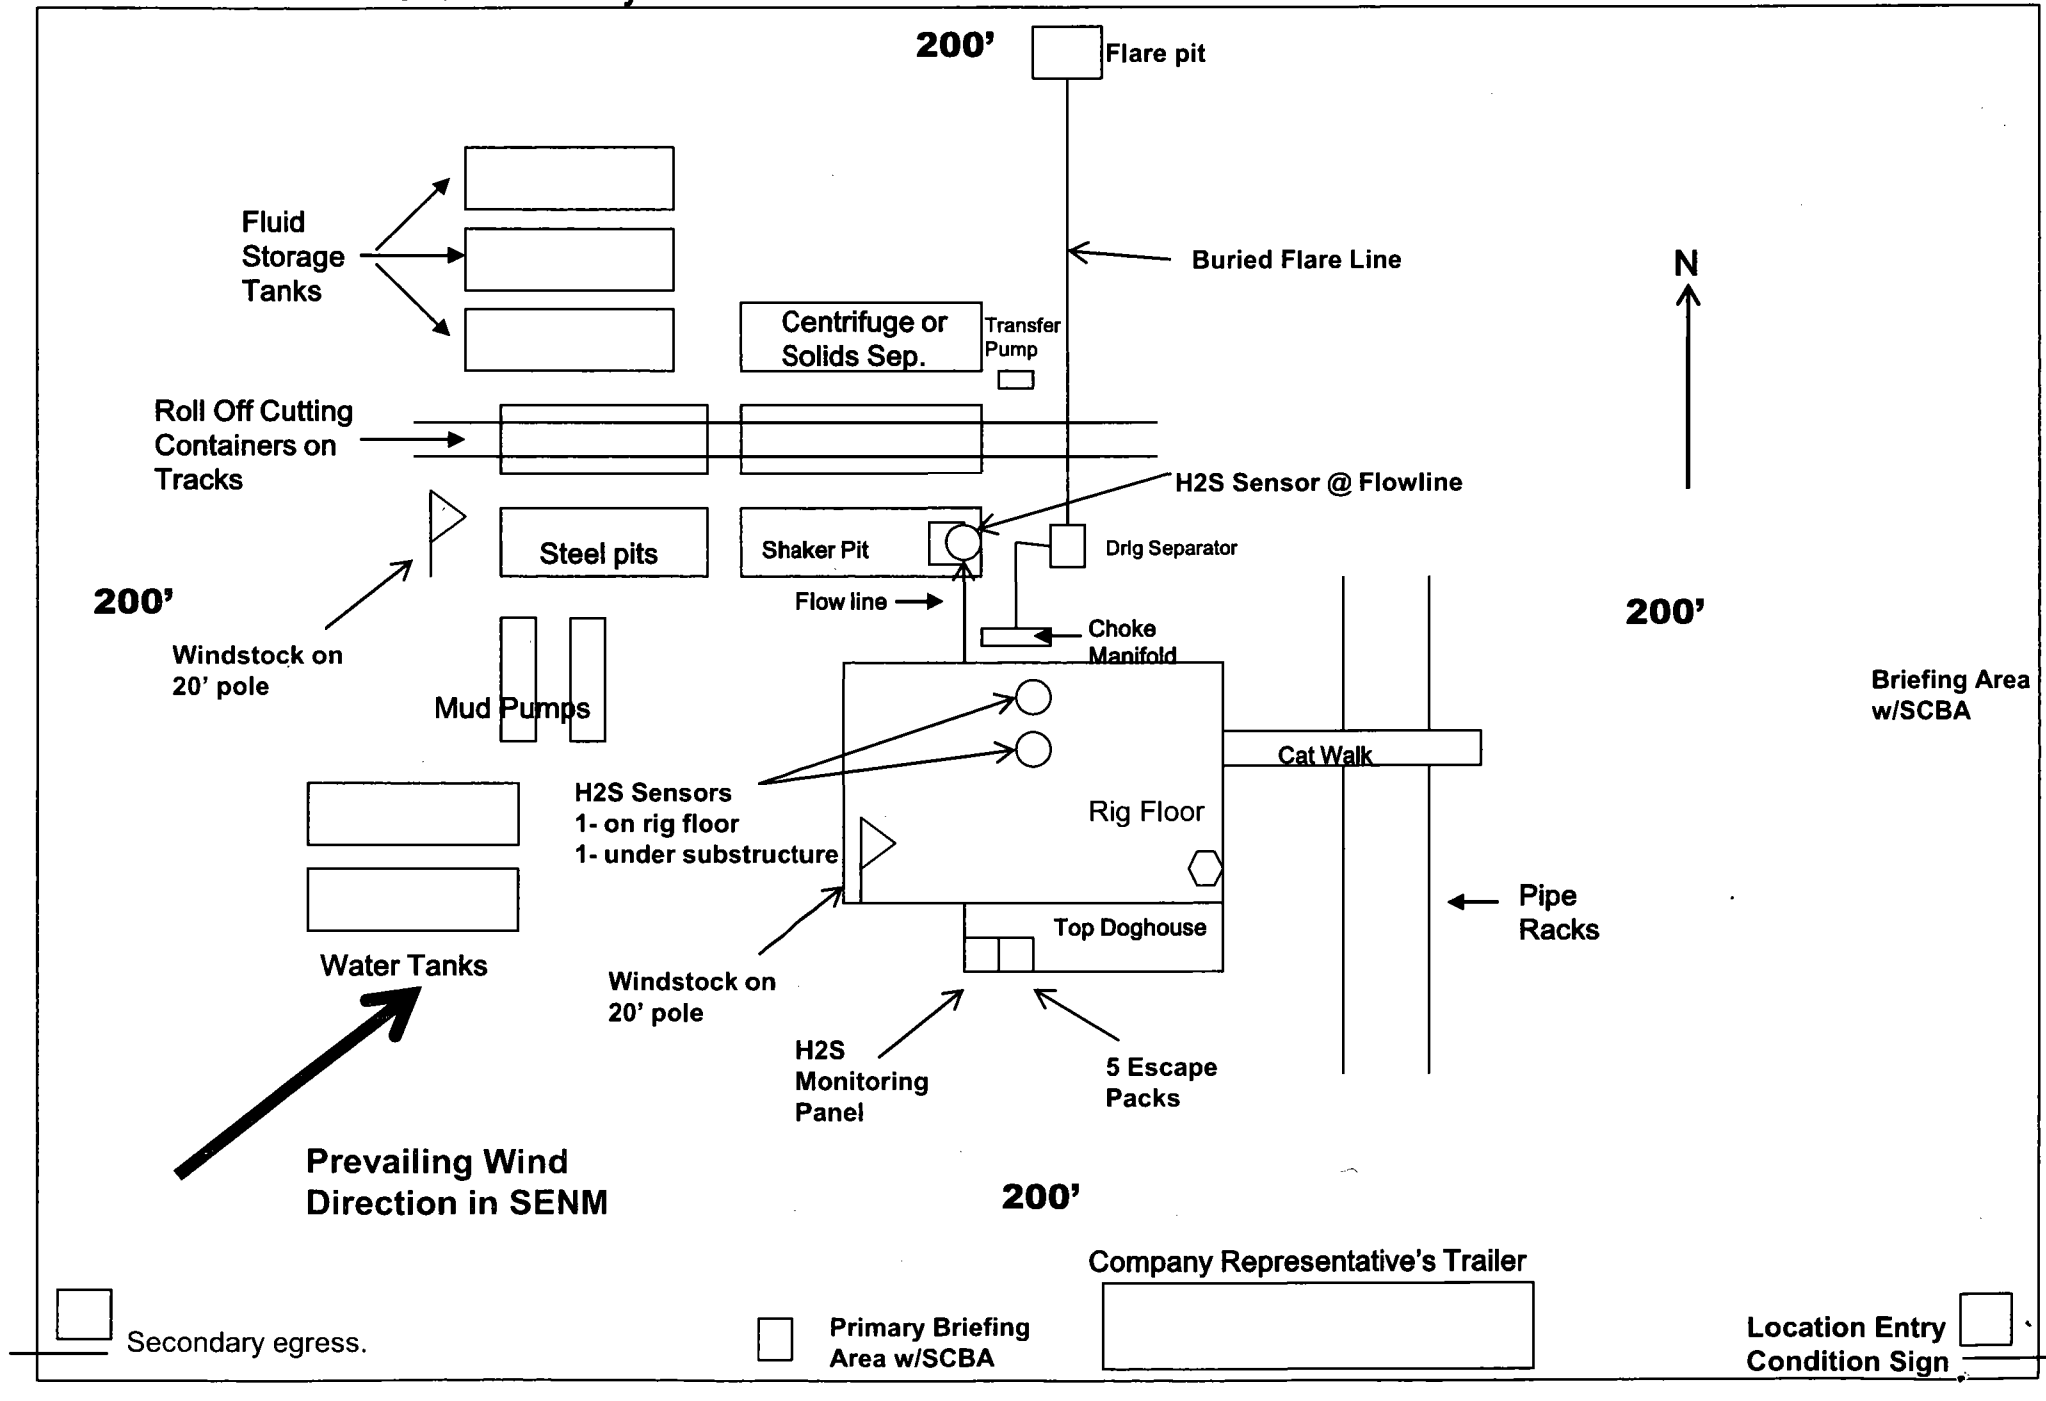 200’
Flare pit
Fluid
Storage
Tanks
Buried Flare Line
N
Centrifuge or
Solids Sep.
Transfer
Pump
Roll Off Cutting
Containers on
Tracks
H2S Sensor @ Flowline
Steel pits
Shaker Pit
Drlg Separator
200’
Flow line
200’
Windstock on
20’ pole
Choke
Manifold
Mud Pumps
Briefing Area
w/SCBA
Cat Walk
H2S Sensors
1- on rig floor
1- under substructure
Rig Floor
Pipe
Racks
Top Doghouse
Water Tanks
Windstock on
20’ pole
H2S
Monitoring
Panel
5 Escape
Packs
Prevailing Wind
Direction in SENM
200’
Company Representative’s Trailer
Secondary egress.
Primary Briefing
Area w/SCBA
Location Entry
Condition Sign